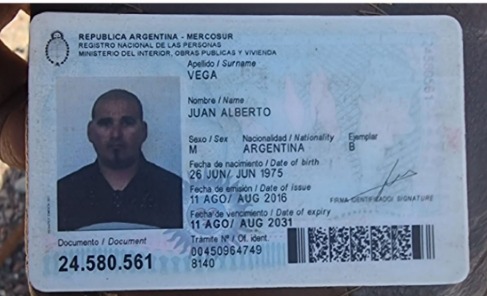 REPUBLICA ARGENTINA - MERCOSUR
REGISTRO NACIONAL DE LAS PERSONAS
MINISTERIO DEL INTERIOR, OBRAS PUBLICAS Y VIVIENDA
Apellido / Surname
VEGA
Nombre / Name
JUAN ALBERTO
Sexo / Sex Nacionalidad / Nationality Ejemplar
M ARGENTINA B
Fecha de nacimiento / Date of birth
26 JUN/ JUN 1975
Fecha de emisión / Date of issue
11 AGO/ AUG 2016
FIRMA IDENTIFICADO/ SIGNATURE
Fecha de vencimiento / Date of expiry
11 AGO/ AUG 2031
Documento / Document
24.580.561
Trámite Nº / Of. ident.
00450964749
8140